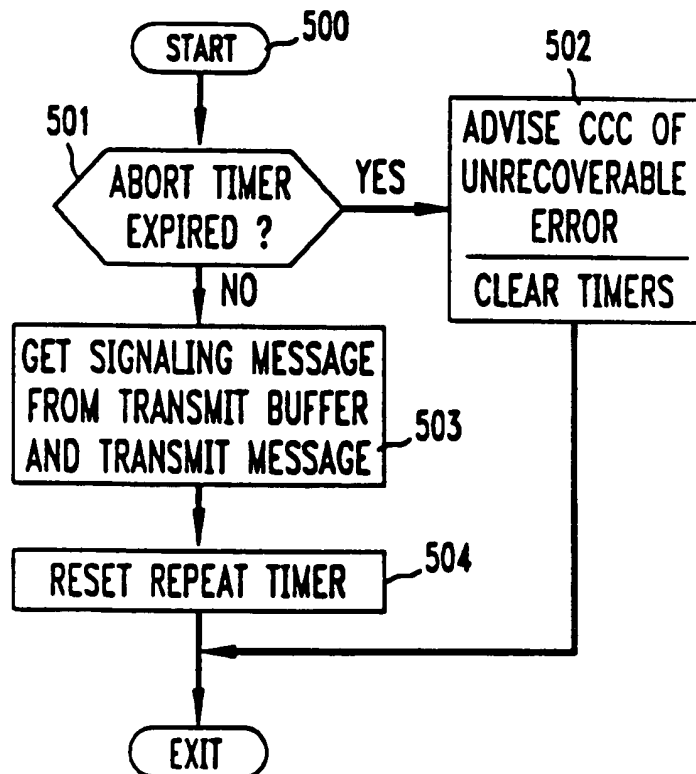 START
500
501
ABORT TIMER
EXPIRED ?
YES
502
ADVISE CCC OF
UNRECOVERABLE
ERROR
CLEAR TIMERS
NO
GET SIGNALING MESSAGE
FROM TRANSMIT BUFFER
AND TRANSMIT MESSAGE
503
RESET REPEAT TIMER
504
EXIT